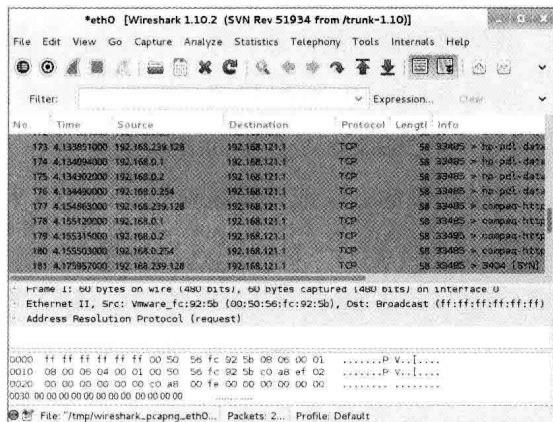 *eth0 [Wireshark 1.10.2 (SVN Rev 51934 from /trunk-1.10)]
File Edit View Go Capture Analyze Statistics Telephony Tools Internals Help
Filter: Expression... Clear
No. Time Source Destination Protocol Lengtl Info
173 4.133851000 192.168.239.128 192.168.121.1 TCP 58 33485 > hp-pdl-data
174 4.134094000 192.168.0.1 192.168.121.1 TCP 58 33485 > hp-pdl-data
175 4.134302000 192.168.0.2 192.168.121.1 TCP 58 33485 > hp-pdl-data
176 4.134490000 192.168.0.254 192.168.121.1 TCP 58 33485 > hp-pdl-data
177 4.154863000 192.168.239.128 192.168.121.1 TCP 58 33485 > compaq-http
178 4.155120000 192.168.0.1 192.168.121.1 TCP 58 33485 > compaq-http
179 4.155315000 192.168.0.2 192.168.121.1 TCP 58 33485 > compaq-http
180 4.155503000 192.168.0.254 192.168.121.1 TCP 58 33485 > compaq-http
181 4.175957000 192.168.239.128 192.168.121.1 TCP 58 33485 > 3404 [SYN]
Frame 1: 60 bytes on wire (480 bits), 60 bytes captured (480 bits) on interface 0
Ethernet II, Src: Vmware_fc:92:5b (00:50:56:fc:92:5b), Dst: Broadcast (ff:ff:ff:ff:ff:ff)
Address Resolution Protocol (request)
0000 ff ff ff ff ff ff 00 50 56 fc 92 5b 08 06 00 01 .......P V..[....
0010 08 00 06 04 00 01 00 50 56 fc 92 5b c0 a8 ef 02 .......P V..[....
0020 00 00 00 00 00 00 c0 a8 00 fe 00 00 00 00 00 00 ........ ........
0030 00 00 00 00 00 00 00 00 00 00 00 00
File: "/tmp/wireshark_pcapng_eth0... Packets: 2... Profile: Default